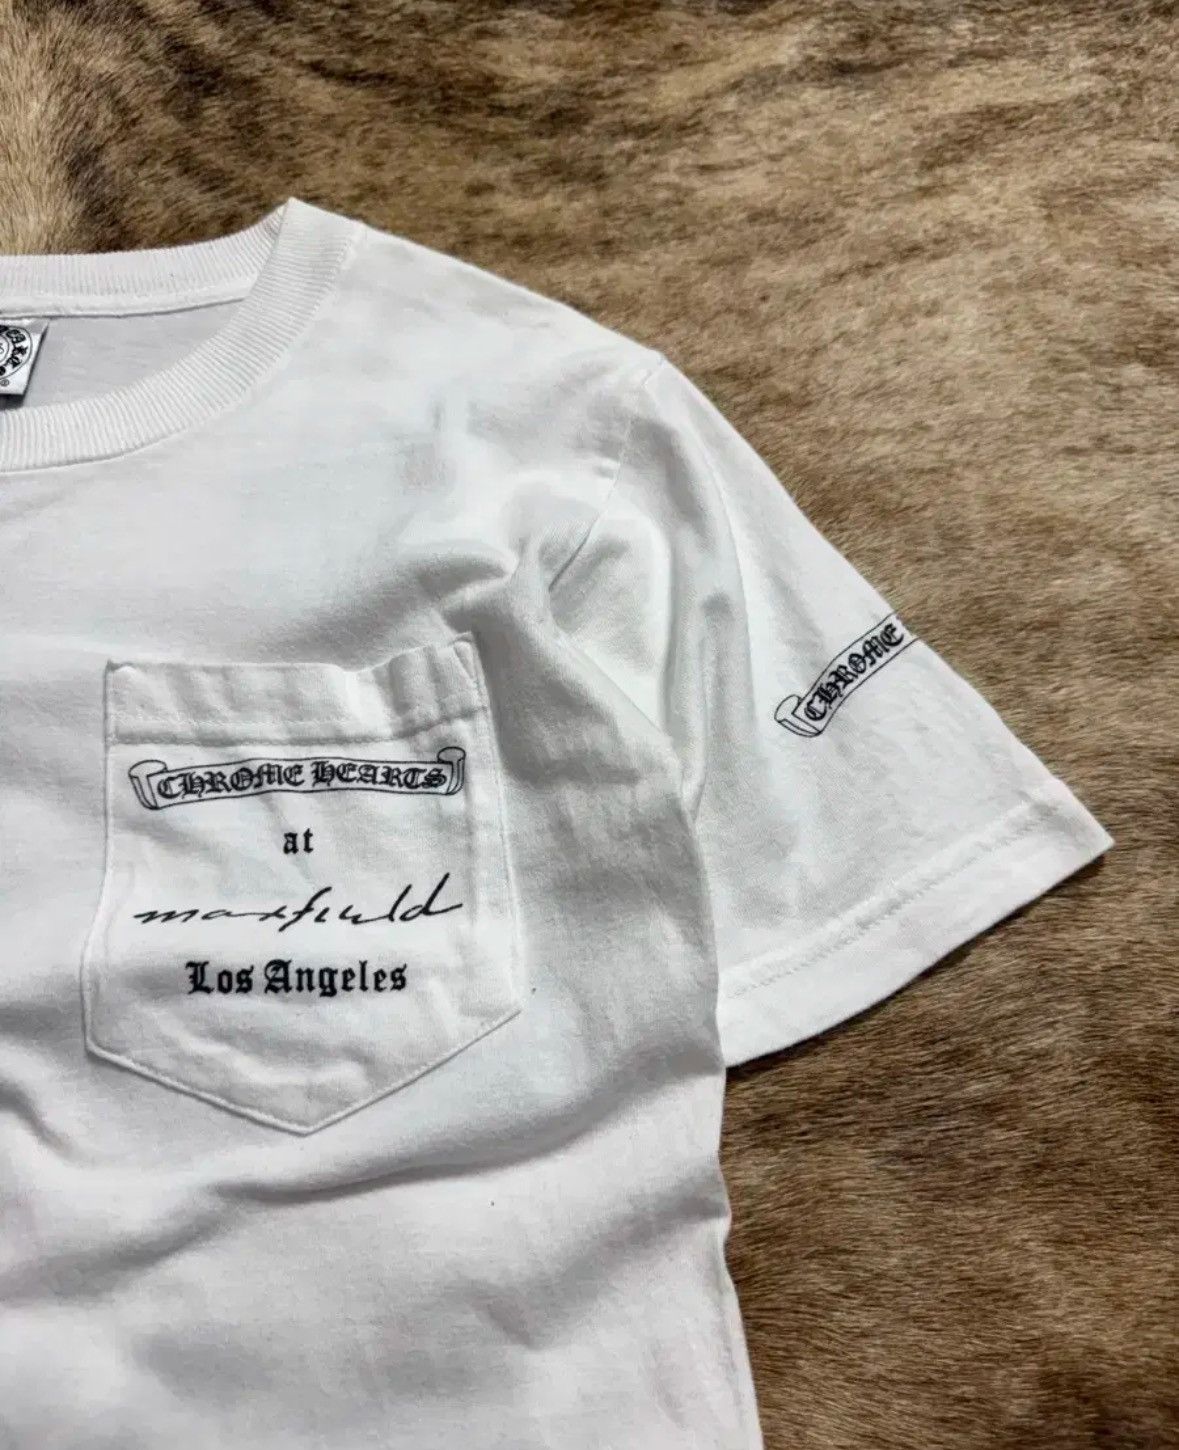 CHROME HEARTS
at
maxfield
Los Angeles
CHROME